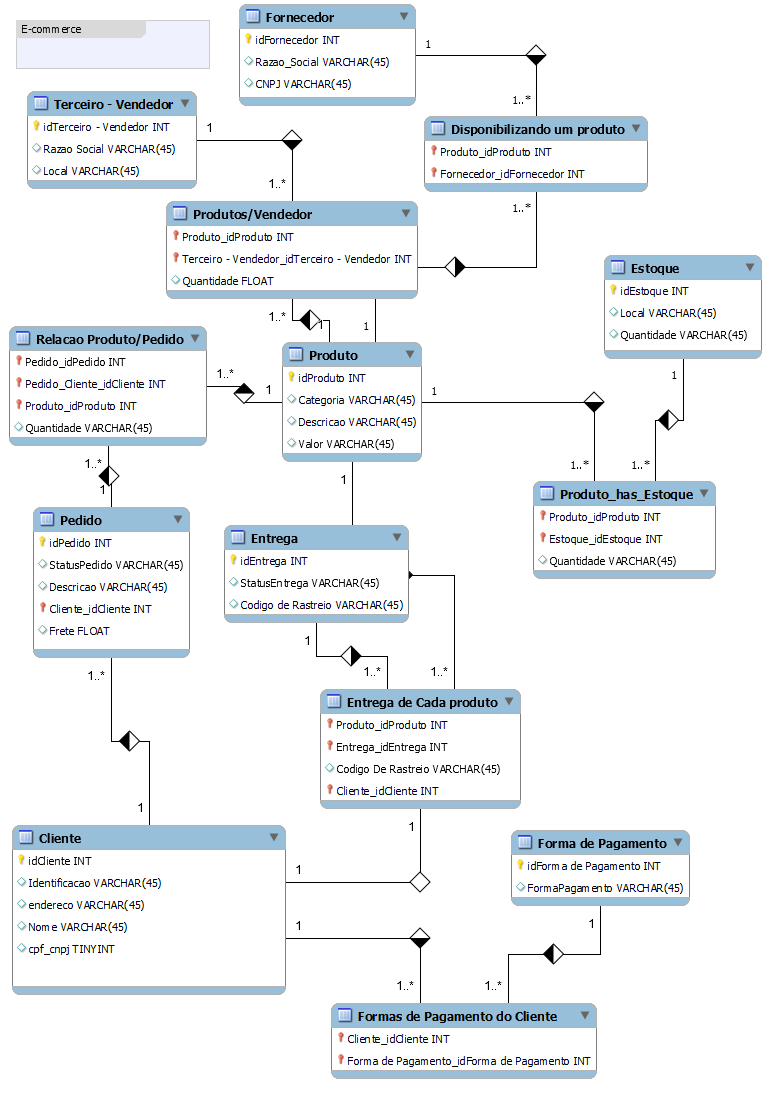 E-commerce
Fornecedor
idFornecedor INT
Razao_Social VARCHAR(45)
CNPJ VARCHAR(45)
1
1..*
Terceiro - Vendedor
idTerceiro - Vendedor INT
Razao Social VARCHAR(45)
Local VARCHAR(45)
1
1..*
Disponibilizando um produto
Produto_idProduto INT
Fornecedor_idFornecedor INT
1..*
Produtos/Vendedor
Produto_idProduto INT
Terceiro - Vendedor_idTerceiro - Vendedor INT
Quantidade FLOAT
1..*
1
1
Estoque
idEstoque INT
Local VARCHAR(45)
Quantidade VARCHAR(45)
1
1..*
Relacao Produto/Pedido
Pedido_idPedido INT
Pedido_Cliente_idCliente INT
Produto_idProduto INT
Quantidade VARCHAR(45)
1..*
1
1..*
1
Produto
idProduto INT
Categoria VARCHAR(45)
Descricao VARCHAR(45)
Valor VARCHAR(45)
1
1..*
1
Produto_has_Estoque
Produto_idProduto INT
Estoque_idEstoque INT
Quantidade VARCHAR(45)
Pedido
idPedido INT
StatusPedido VARCHAR(45)
Descricao VARCHAR(45)
Cliente_idCliente INT
Frete FLOAT
1..*
1
Entrega
idEntrega INT
StatusEntrega VARCHAR(45)
Codigo de Rastreio VARCHAR(45)
1
1..*
1..*
Entrega de Cada produto
Produto_idProduto INT
Entrega_idEntrega INT
Codigo De Rastreio VARCHAR(45)
Cliente_idCliente INT
1
Cliente
idCliente INT
Identificacao VARCHAR(45)
endereco VARCHAR(45)
Nome VARCHAR(45)
cpf_cnpj TINYINT
1
1
1..*
Forma de Pagamento
idForma de Pagamento INT
FormaPagamento VARCHAR(45)
1
1..*
Formas de Pagamento do Cliente
Cliente_idCliente INT
Forma de Pagamento_idForma de Pagamento INT